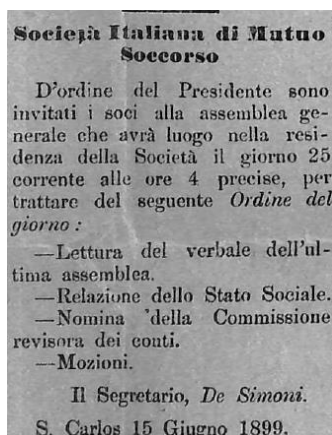 Società Italiana di Mutuo
Soccorso
D'ordine del Presidente sono
invitati i soci alla assemblea ge-
nerale che avrà luogo nella resi-
denza della Società il giorno 25
corrente alle ore 4 precise, per
trattare del seguente Ordine del
giorno :
—Lettura del verbale dell'ul-
tima assemblea.
—Relazione dello Stato Sociale.
—Nomina 'della Commissione
revisora dei conti.
—Mozioni.
Il Segretario, De Simoni.
S. Carlos 15 Giugno 1899.